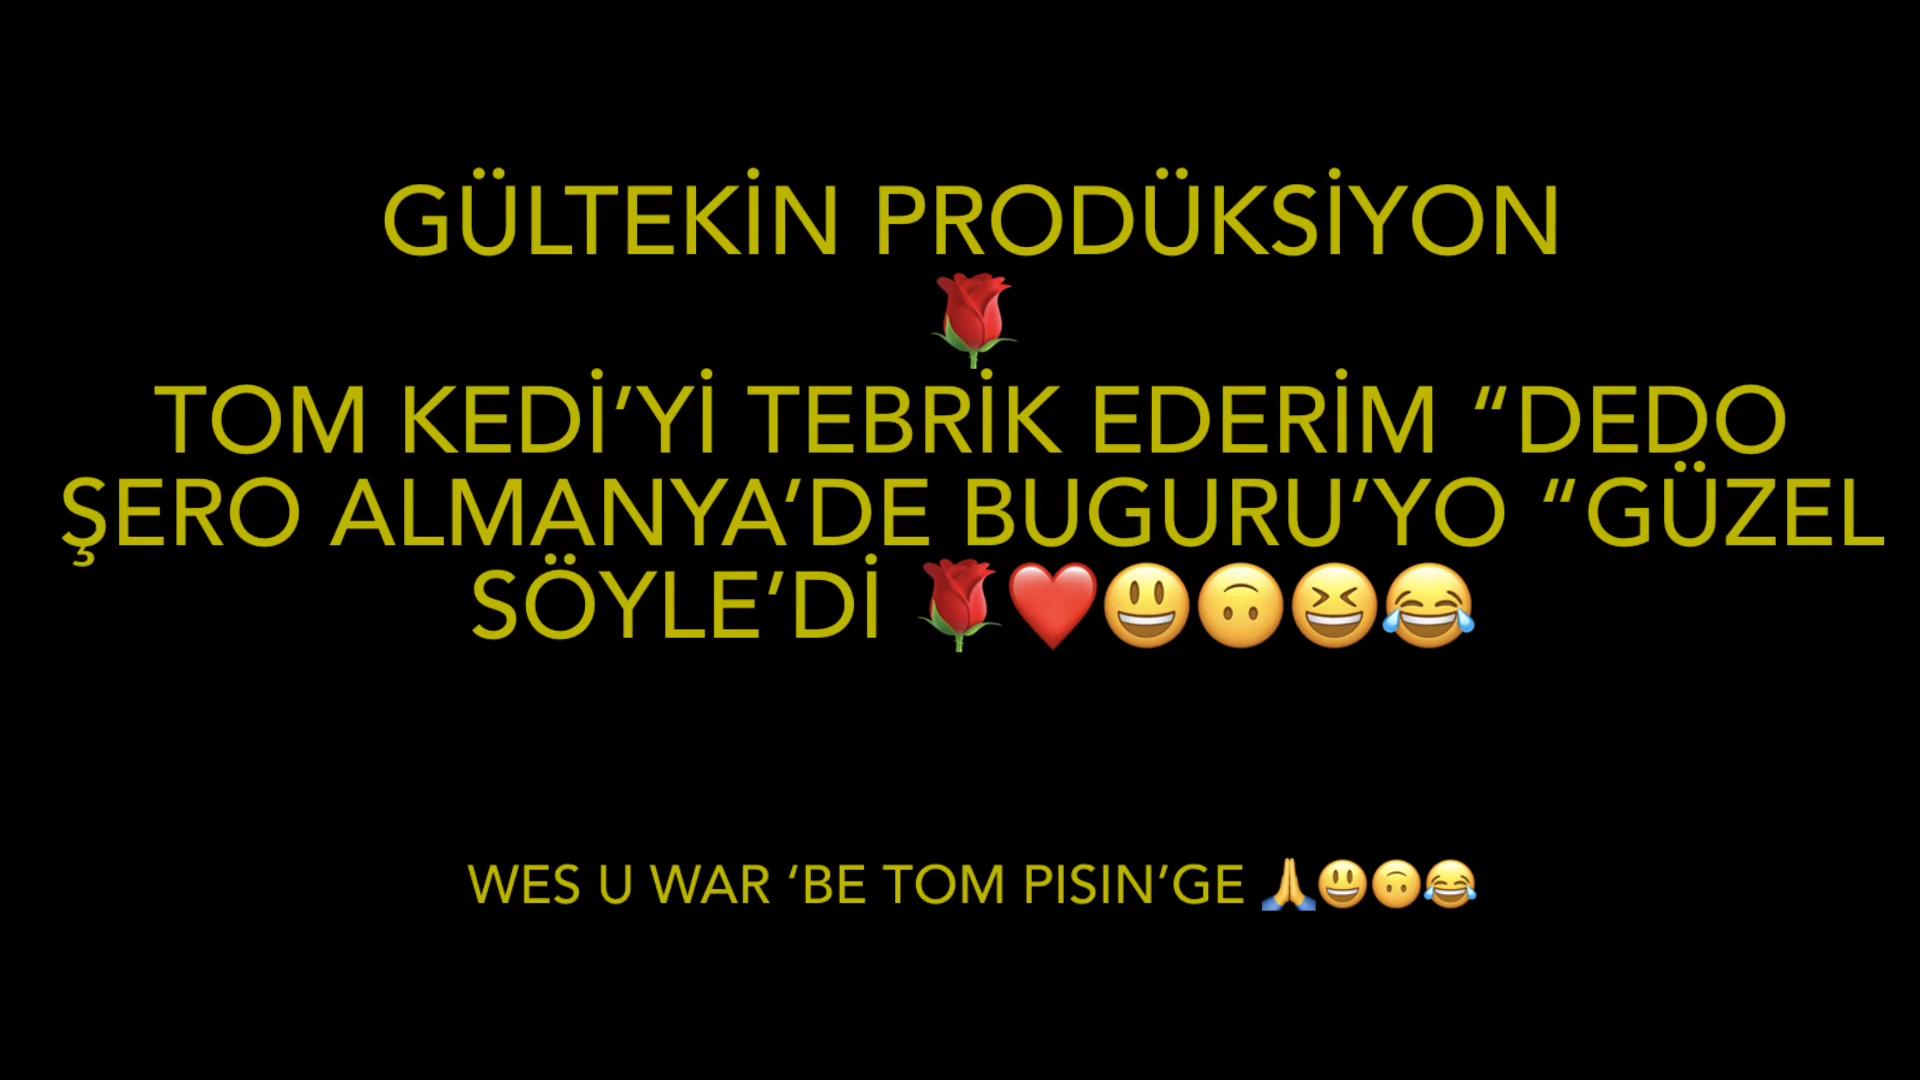 GÜLTEKİN PRODÜKSİYON
🌹
TOM KEDİ’Yİ TEBRİK EDERİM “DEDO
ŞERO ALMANYA’DE BUGURU’YO “GÜZEL
SÖYLE’Dİ 🌹❤️😃🙃😆😂
WES U WAR ‘BE TOM PISIN’GE 🙏😃🙃😂